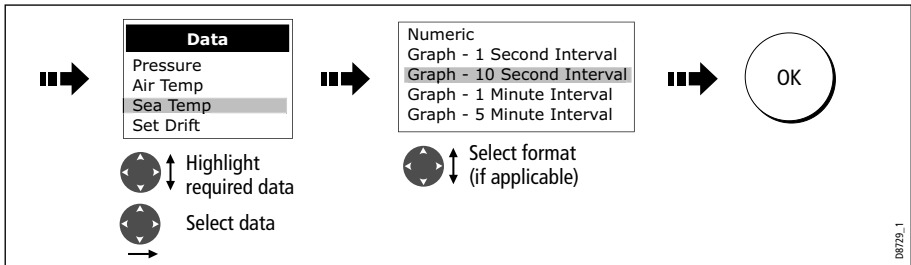 Data
Pressure
Air Temp
Sea Temp
Set Drift
Highlight
required data
Select data
Numeric
Graph - 1 Second Interval
Graph - 10 Second Interval
Graph - 1 Minute Interval
Graph - 5 Minute Interval
Select format
(if applicable)
OK
D8729_1